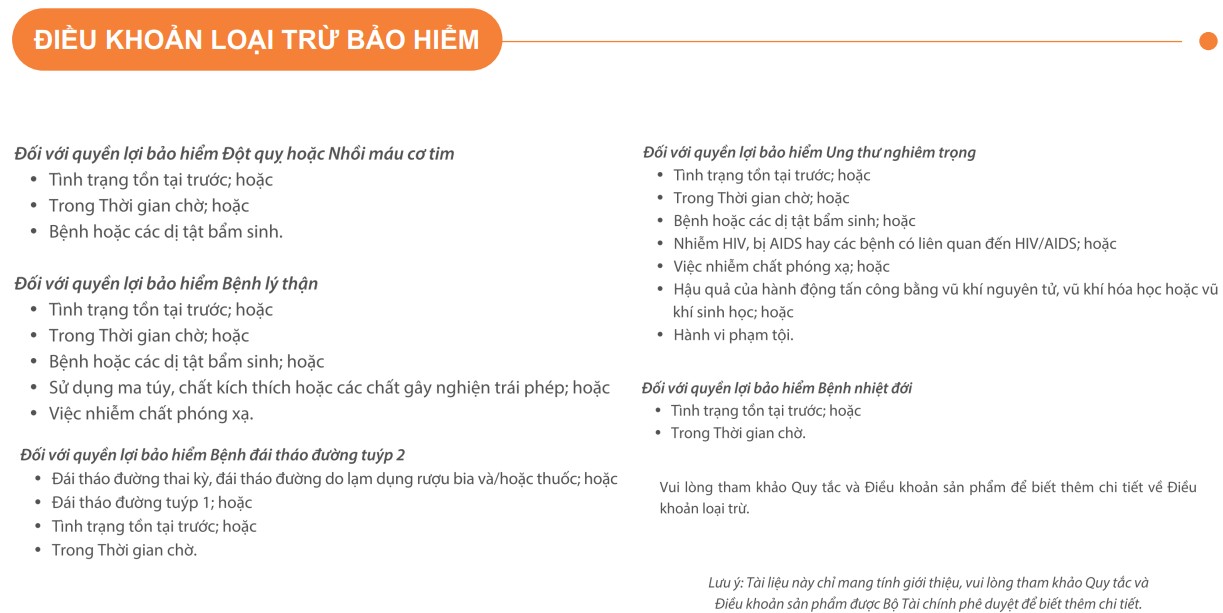 ĐIỀU KHOẢN LOẠI TRỪ BẢO HIỂM
Đối với quyền lợi bảo hiểm Đột quỵ hoặc Nhồi máu cơ tim
• Tình trạng tồn tại trước; hoặc
• Trong Thời gian chờ; hoặc
• Bệnh hoặc các dị tật bẩm sinh.
Đối với quyền lợi bảo hiểm Bệnh lý thận
• Tình trạng tồn tại trước; hoặc
• Trong Thời gian chờ; hoặc
• Bệnh hoặc các dị tật bẩm sinh; hoặc
• Sử dụng ma túy, chất kích thích hoặc các chất gây nghiện trái phép; hoặc
• Việc nhiễm chất phóng xạ.
Đối với quyền lợi bảo hiểm Bệnh đái tháo đường tuýp 2
• Đái tháo đường thai kỳ, đái tháo đường do lạm dụng rượu bia và/hoặc thuốc; hoặc
• Đái tháo đường tuýp 1; hoặc
• Tình trạng tồn tại trước; hoặc
• Trong Thời gian chờ.
Đối với quyền lợi bảo hiểm Ung thư nghiêm trọng
• Tình trạng tồn tại trước; hoặc
• Trong Thời gian chờ; hoặc
• Bệnh hoặc các dị tật bẩm sinh; hoặc
• Nhiễm HIV, bị AIDS hay các bệnh có liên quan đến HIV/AIDS; hoặc
• Việc nhiễm chất phóng xạ; hoặc
• Hậu quả của hành động tấn công bằng vũ khí nguyên tử, vũ khí hóa học hoặc vũ
khí sinh học; hoặc
• Hành vi phạm tội.
Đối với quyền lợi bảo hiểm Bệnh nhiệt đới
• Tình trạng tồn tại trước; hoặc
• Trong Thời gian chờ.
Vui lòng tham khảo Quy tắc và Điều khoản sản phẩm để biết thêm chi tiết về Điều
khoản loại trừ.
Lưu ý: Tài liệu này chỉ mang tính giới thiệu, vui lòng tham khảo Quy tắc và
Điều khoản sản phẩm được Bộ Tài chính phê duyệt để biết thêm chi tiết.